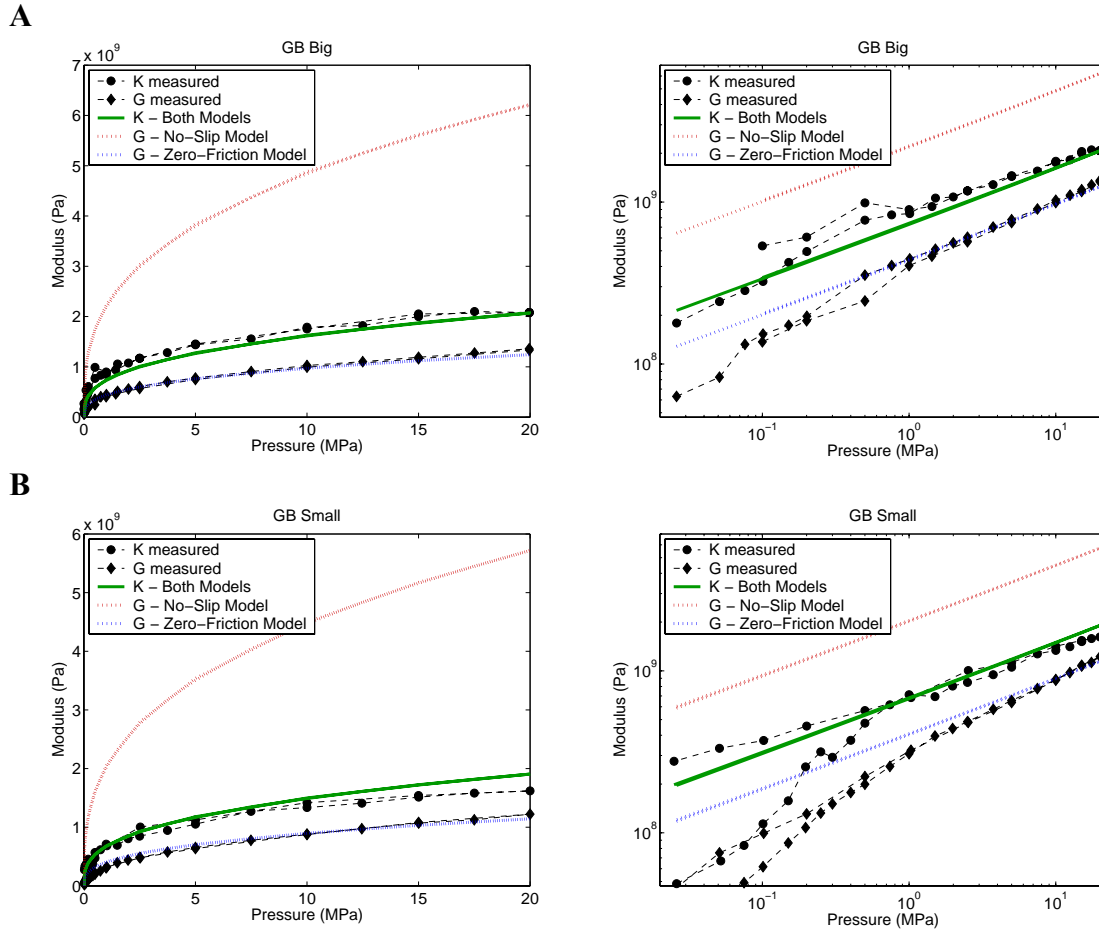 A
GB Big
7 x 10^9
6
5
4
3
2
1
0
0 5 10 15 20
Modulus (Pa)
Pressure (MPa)
K measured
G measured
K – Both Models
G – No–Slip Model
G – Zero–Friction Model
GB Big
10^9
10^8
10^-1 10^0 10^1
Modulus (Pa)
Pressure (MPa)
K measured
G measured
K – Both Models
G – No–Slip Model
G – Zero–Friction Model
B
GB Small
6 x 10^9
5
4
3
2
1
0
0 5 10 15 20
Modulus (Pa)
Pressure (MPa)
K measured
G measured
K – Both Models
G – No–Slip Model
G – Zero–Friction Model
GB Small
10^9
10^8
10^-1 10^0 10^1
Modulus (Pa)
Pressure (MPa)
K measured
G measured
K – Both Models
G – No–Slip Model
G – Zero–Friction Model